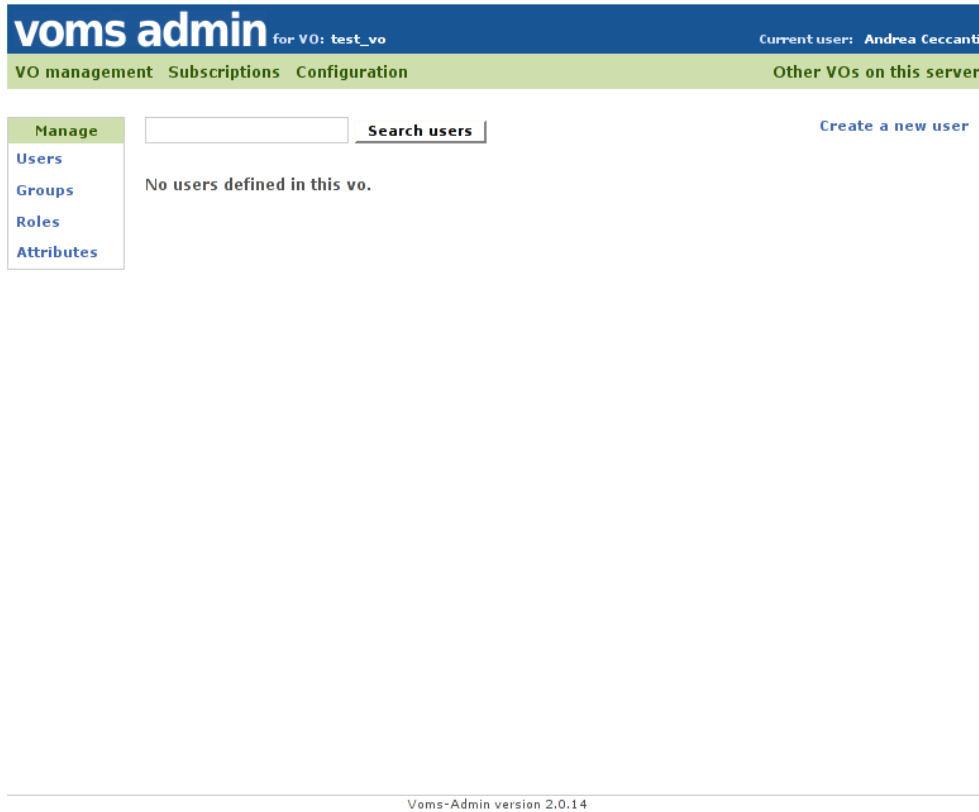 voms admin for VO: test_vo Current user: Andrea Ceccanti
VO management Subscriptions Configuration Other VOs on this server
Manage
Search users
Create a new user
Users
Groups
Roles
Attributes
No users defined in this vo.
Voms-Admin version 2.0.14